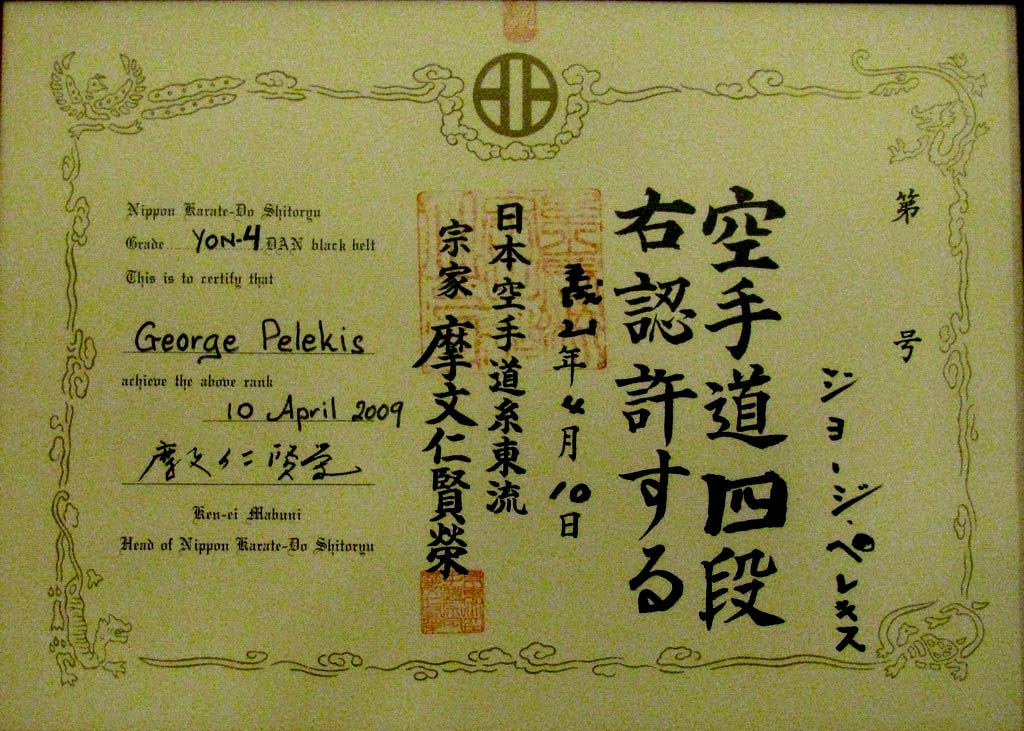 Nippon Karate-Do Shitoryu
Grade YON-4 DAN black belt
This is to certify that
George Pelekis
achieve the above rank
10 April 2009
摩文仁賢榮
Ken-ei Mabuni
Head of Nippon Karate-Do Shitoryu
第 号
ジョージ・ペレキス
空手道四段
右認許する
21年4月10日
日本空手道糸東流
宗家 摩文仁賢榮